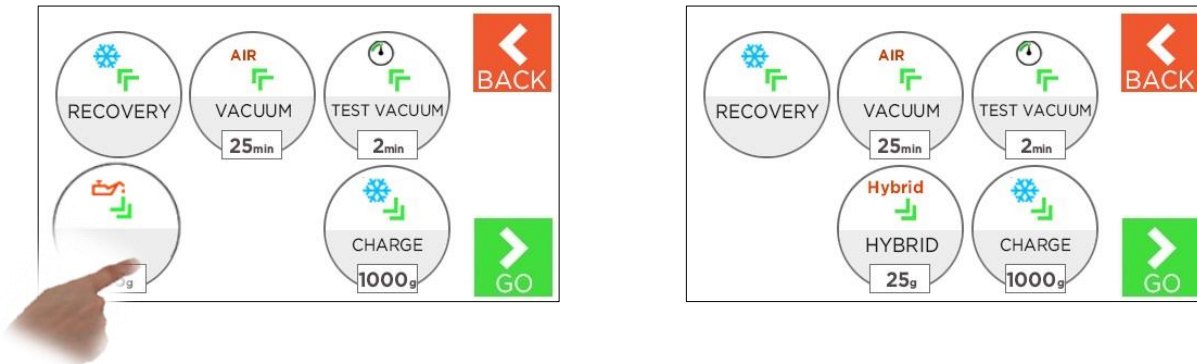 AIR
RECOVERY
VACUUM
25min
TEST VACUUM
2min
BACK
CHARGE
1000g
GO
AIR
RECOVERY
VACUUM
25min
TEST VACUUM
2min
BACK
Hybrid
HYBRID
25g
CHARGE
1000g
GO